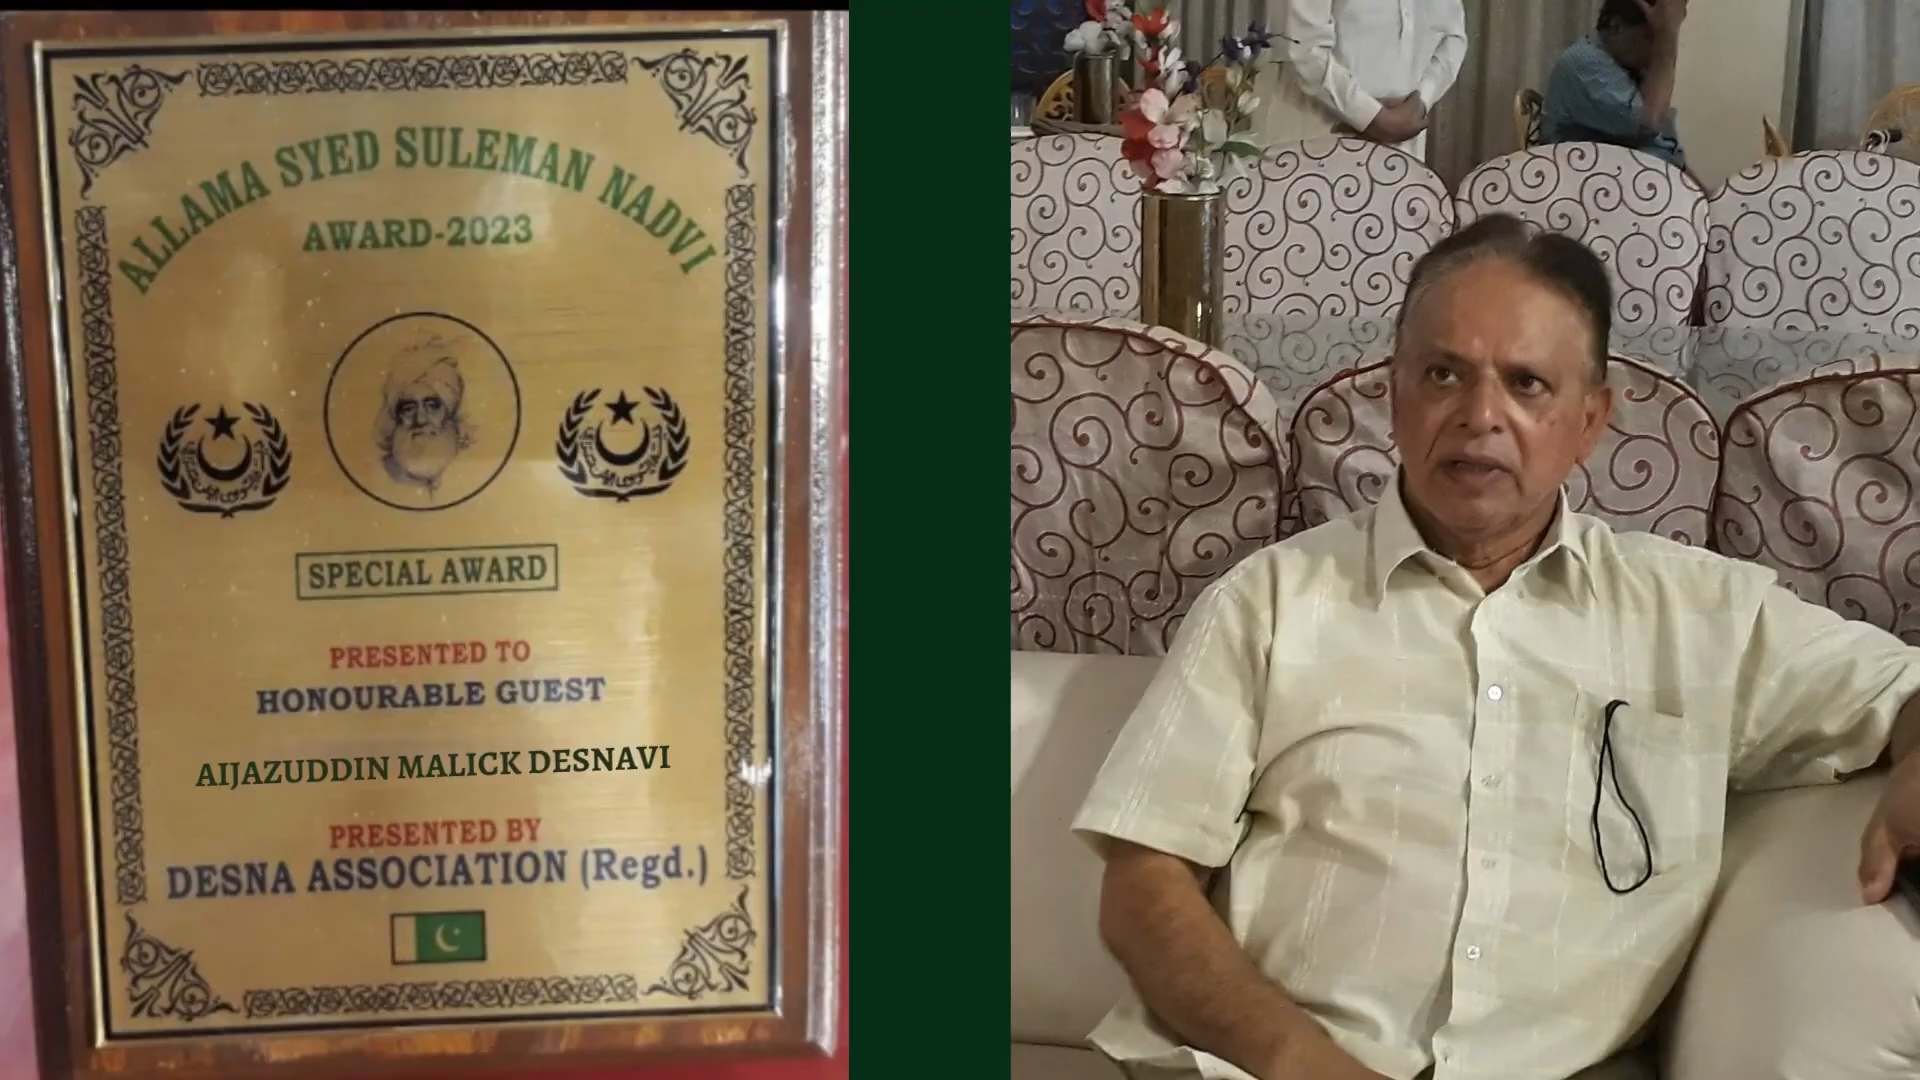 ALLAMA SYED SULEMAN NADVI
AWARD-2023
SPECIAL AWARD
PRESENTED TO
HONOURABLE GUEST
AIJAZUDDIN MALICK DESNAVI
PRESENTED BY
DESNA ASSOCIATION (Regd.)